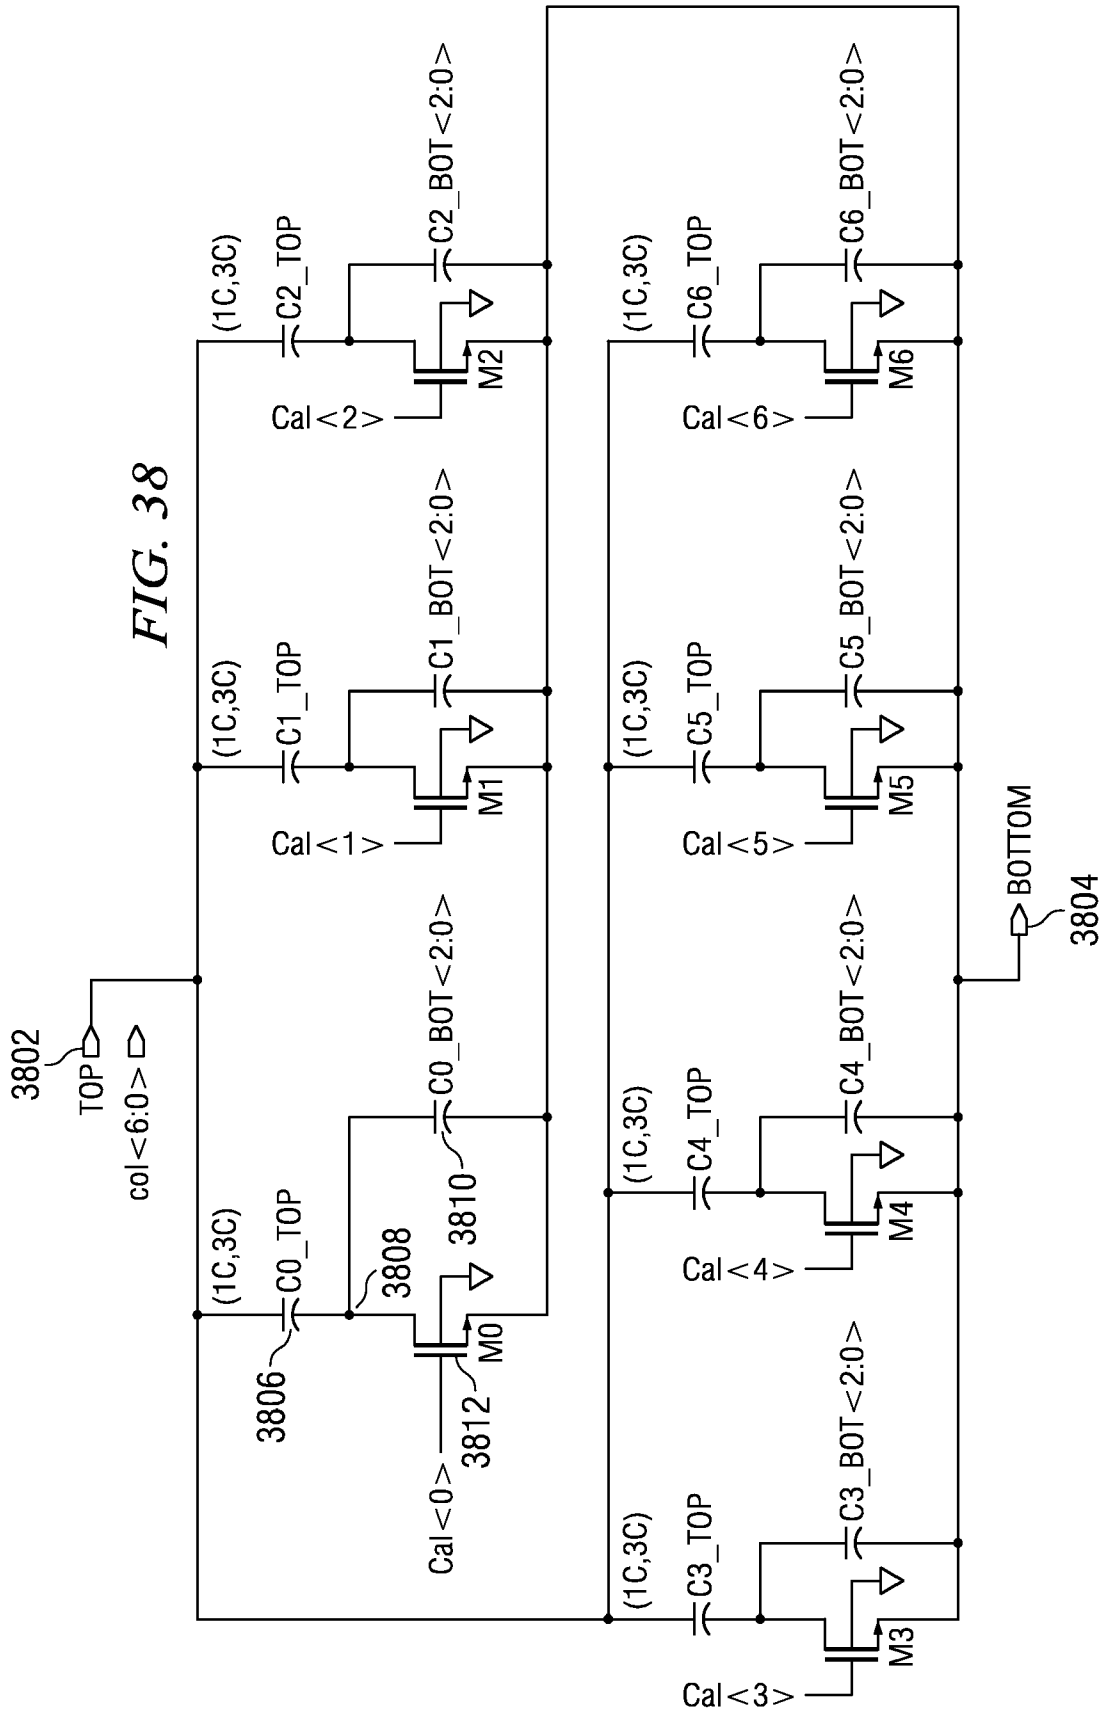 FIG. 38
3802
TOP
col<6:0>
(1C,3C)
C0_TOP
3806
3808
C0_BOT<2:0>
3810
Cal<0>
3812
M0
(1C,3C)
C1_TOP
C1_BOT<2:0>
Cal<1>
M1
(1C,3C)
C2_TOP
C2_BOT<2:0>
Cal<2>
M2
(1C,3C)
C3_TOP
C3_BOT<2:0>
Cal<3>
M3
(1C,3C)
C4_TOP
C4_BOT<2:0>
Cal<4>
M4
(1C,3C)
C5_TOP
C5_BOT<2:0>
Cal<5>
M5
(1C,3C)
C6_TOP
C6_BOT<2:0>
Cal<6>
M6
BOTTOM
3804